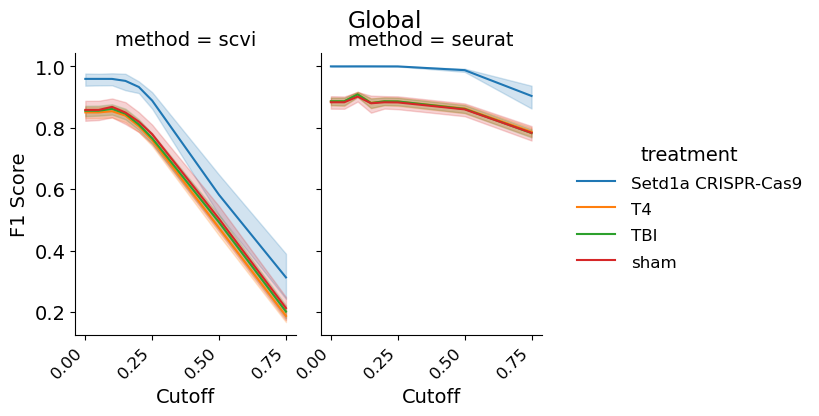 Global
method = scvi
method = seurat
1.0
0.8
0.6
0.4
0.2
F1 Score
0.00
0.25
0.50
0.75
Cutoff
0.00
0.25
0.50
0.75
Cutoff
treatment
Setd1a CRISPR-Cas9
T4
TBI
sham